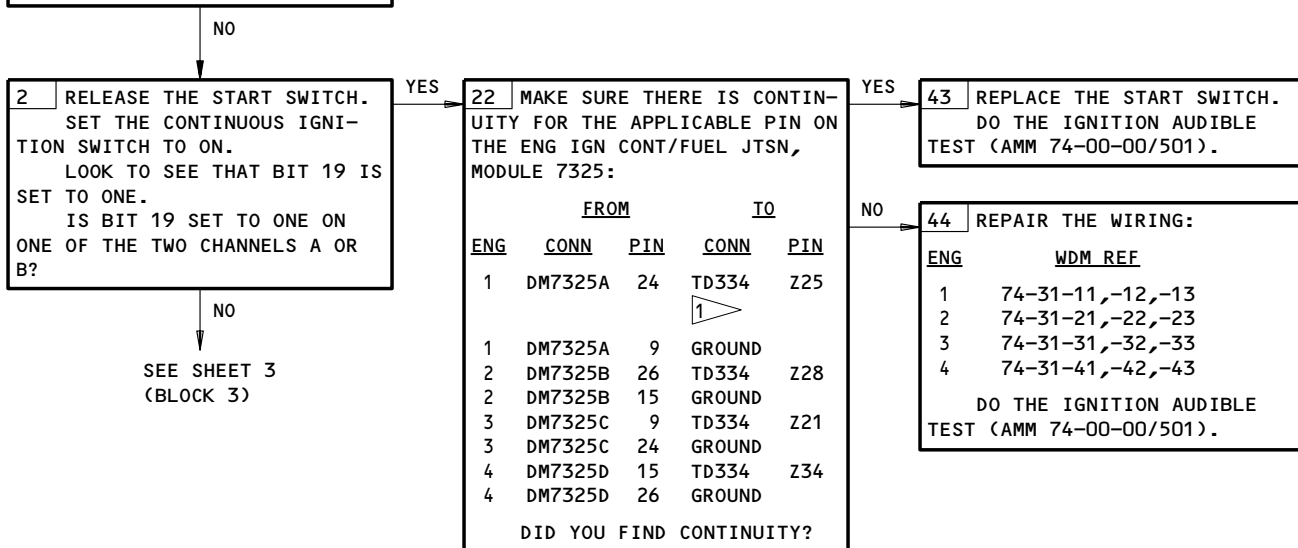 NO
2 RELEASE THE START SWITCH.
SET THE CONTINUOUS IGNI-
TION SWITCH TO ON.
LOOK TO SEE THAT BIT 19 IS
SET TO ONE.
IS BIT 19 SET TO ONE ON
ONE OF THE TWO CHANNELS A OR
B?
NO
SEE SHEET 3
(BLOCK 3)
YES
22 MAKE SURE THERE IS CONTIN-
UITY FOR THE APPLICABLE PIN ON
THE ENG IGN CONT/FUEL JTSN,
MODULE 7325:
FROM TO
ENG CONN PIN CONN PIN
1 DM7325A 24 TD334 Z25
1
1 DM7325A 9 GROUND
2 DM7325B 26 TD334 Z28
2 DM7325B 15 GROUND
3 DM7325C 9 TD334 Z21
3 DM7325C 24 GROUND
4 DM7325D 15 TD334 Z34
4 DM7325D 26 GROUND
DID YOU FIND CONTINUITY?
YES
43 REPLACE THE START SWITCH.
DO THE IGNITION AUDIBLE
TEST (AMM 74-00-00/501).
NO
44 REPAIR THE WIRING:
ENG WDM REF
1 74-31-11,-12,-13
2 74-31-21,-22,-23
3 74-31-31,-32,-33
4 74-31-41,-42,-43
DO THE IGNITION AUDIBLE
TEST (AMM 74-00-00/501).